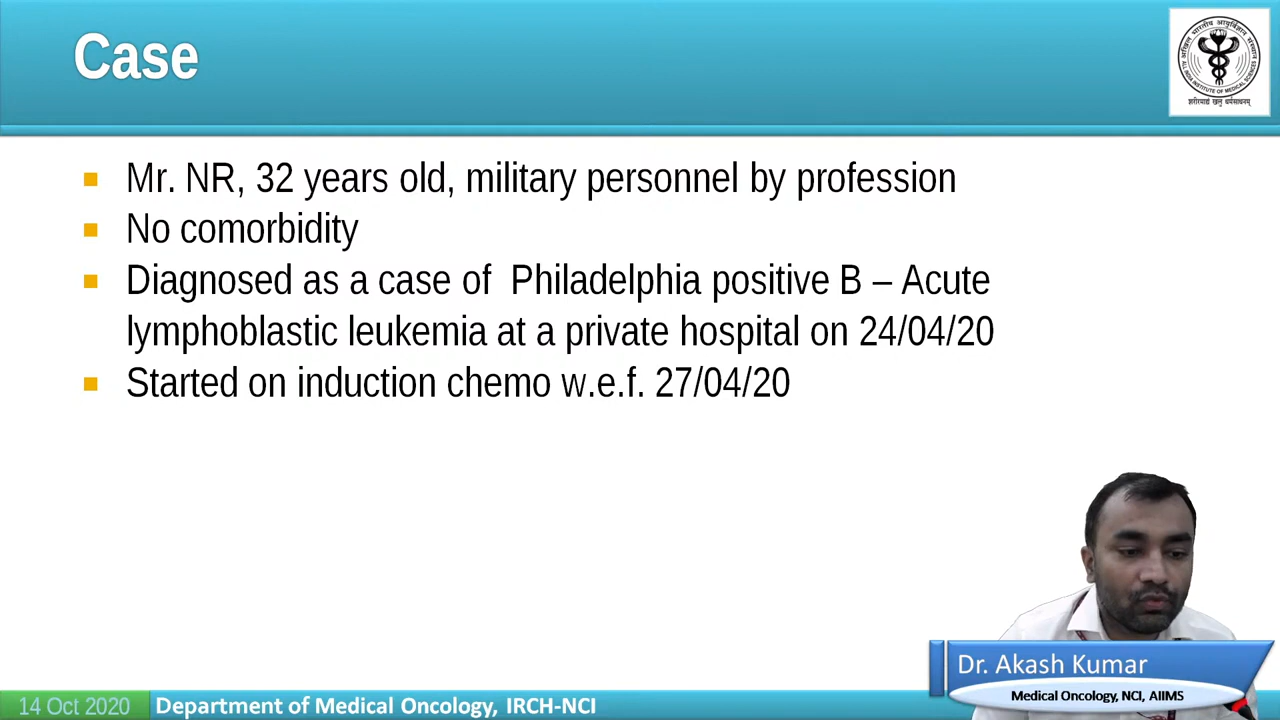 Case
Mr. NR, 32 years old, military personnel by profession
No comorbidity
Diagnosed as a case of Philadelphia positive B – Acute
lymphoblastic leukemia at a private hospital on 24/04/20
Started on induction chemo w.e.f. 27/04/20
Dr. Akash Kumar
Medical Oncology, NCI, AIIMS
14 Oct 2020
Department of Medical Oncology, IRCH-NCI